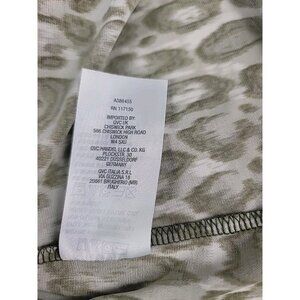 A386455
RN 117150
IMPORTED BY
QVC UK
CHISWICK PARK
566 CHISWICK HIGH ROAD
LONDON
W4 5XU
QVC HANDEL LLC & CO. KG
PLOCKSTR. 30
40221 DÜSSELDORF
GERMANY
QVC ITALIA S.R.L
VIA GUZZINA 18
20861 BRUGHERIO (MB)
ITALY